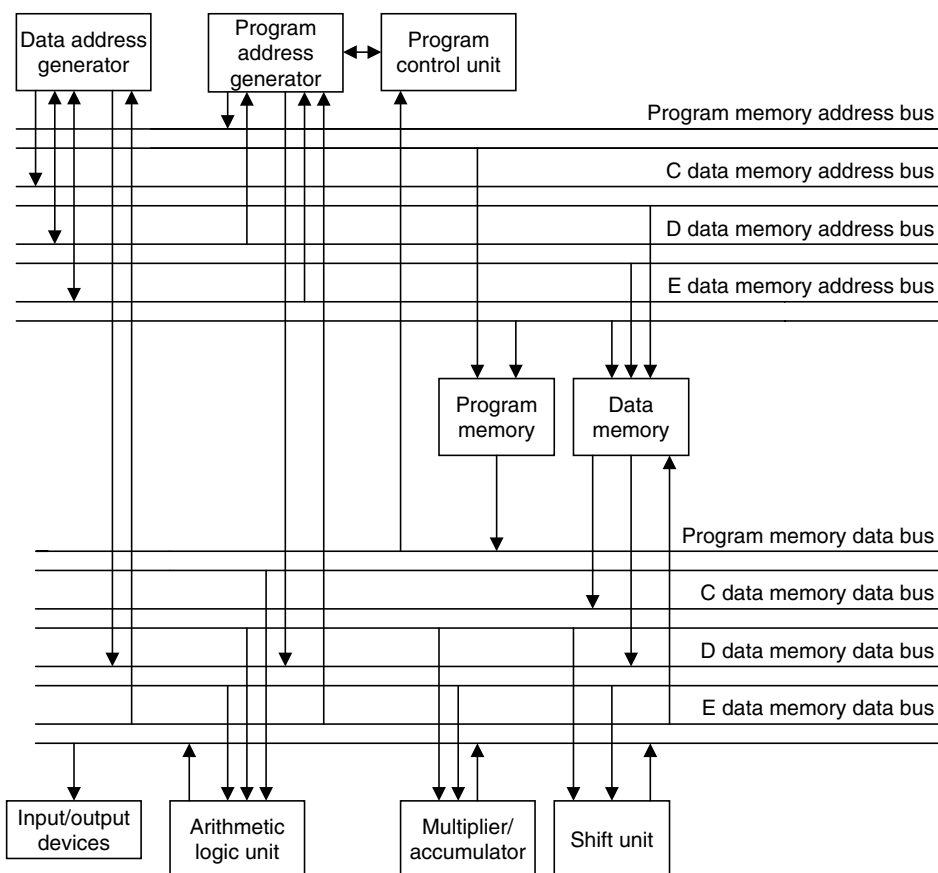 Data address
generator
Program
address
generator
Program
control unit
Program memory address bus
C data memory address bus
D data memory address bus
E data memory address bus
Program
memory
Data
memory
Program memory data bus
C data memory data bus
D data memory data bus
E data memory data bus
Input/output
devices
Arithmetic
logic unit
Multiplier/
accumulator
Shift unit